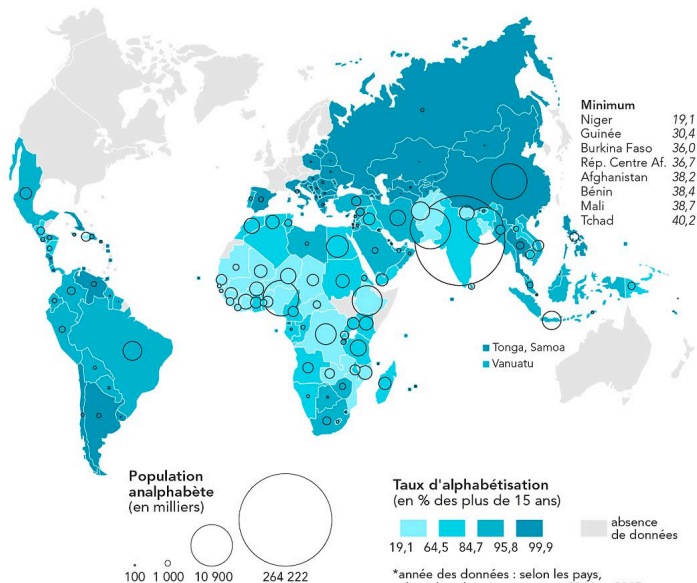 Minimum
Niger 19,1
Guinée 30,4
Burkina Faso 36,0
Rép. Centre Af. 36,7
Afghanistan 38,2
Bénin 38,4
Mali 38,7
Tchad 40,2
Tonga, Samoa
Vanuatu
Population
analphabète
(en milliers)
100 1 000 10 900 264 222
Taux d'alphabétisation
(en % des plus de 15 ans)
19,1 64,5 84,7 95,8 99,9
absence
de données
*année des données : selon les pays,